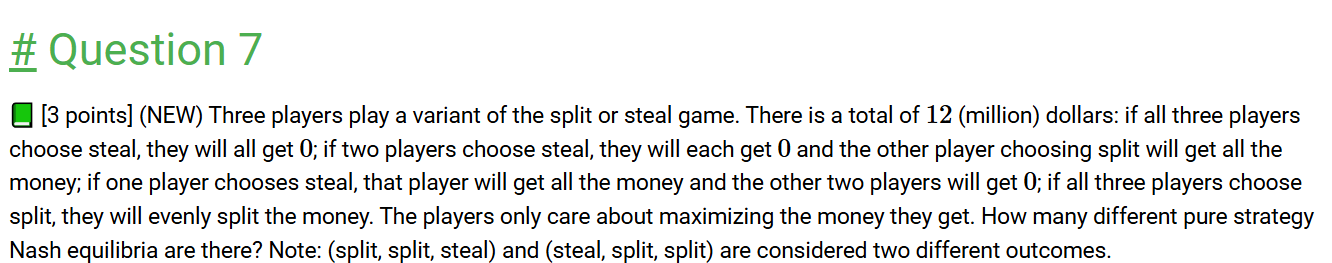 # Question 7
[3 points] (NEW) Three players play a variant of the split or steal game. There is a total of 12 (million) dollars: if all three players
choose steal, they will all get 0; if two players choose steal, they will each get 0 and the other player choosing split will get all the
money; if one player chooses steal, that player will get all the money and the other two players will get 0; if all three players choose
split, they will evenly split the money. The players only care about maximizing the money they get. How many different pure strategy
Nash equilibria are there? Note: (split, split, steal) and (steal, split, split) are considered two different outcomes.